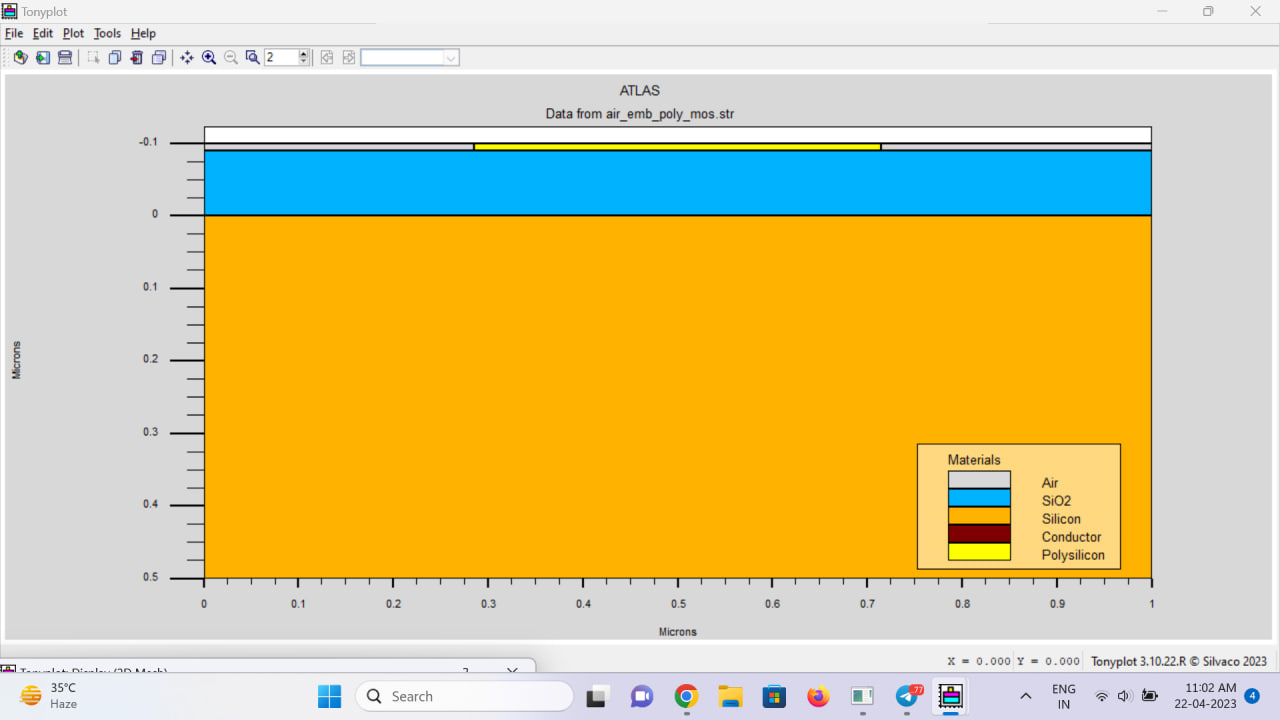 Tonyplot
File Edit Plot Tools Help
2
ATLAS
Data from air_emb_poly_mos.str
-0.1
0
0.1
0.2
0.3
0.4
0.5
Microns
Materials
Air
SiO2
Silicon
Conductor
Polysilicon
0 0.1 0.2 0.3 0.4 0.5 0.6 0.7 0.8 0.9 1
Microns
X = 0.000 Y = 0.000 Tonyplot 3.10.22.R © Silvaco 2023
Tonyplot: Display (2D Mesh) ?
35°C
Haze
Search
77
ENG
IN
11:02 AM
22-04-2023
4